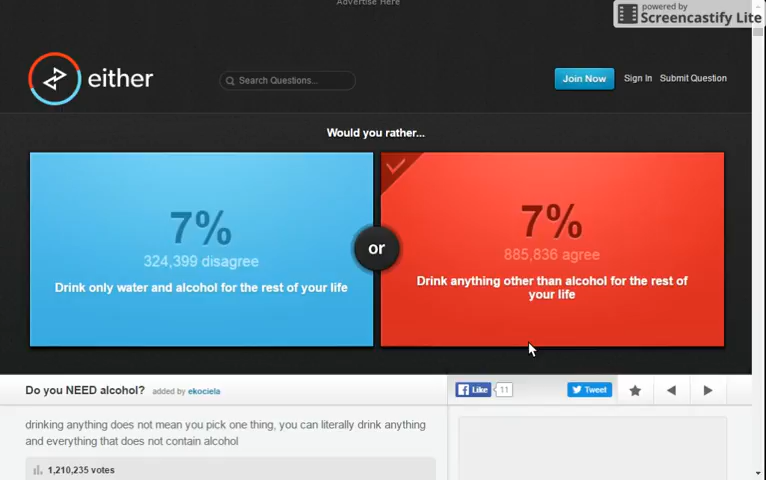 Advertise Here
powered by
Screencastify Lite
either
Search Questions...
Join Now
Sign In
Submit Question
Would you rather...
7%
324,399 disagree
Drink only water and alcohol for the rest of your life
or
7%
885,836 agree
Drink anything other than alcohol for the rest of
your life
Do you NEED alcohol? added by ekociela
Like
11
Tweet
drinking anything does not mean you pick one thing, you can literally drink anything
and everything that does not contain alcohol
1,210,235 votes